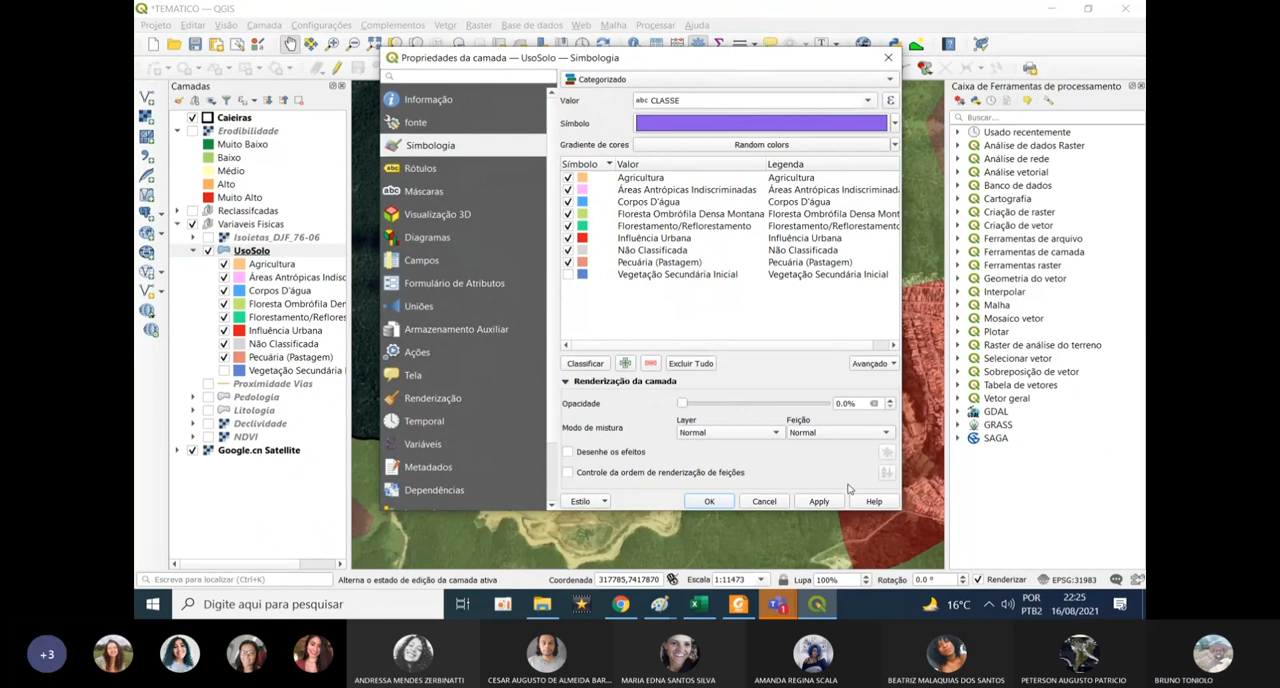 *TEMATICO — QGIS
Projeto Editar Visão Camada Configurações Complementos Vetor Raster Base de dados Web Malha Processar Ajuda
Propriedades da camada — UsoSolo — Simbologia
Camadas
Caieiras
Erodibilidade
Muito Baixo
Baixo
Médio
Alto
Muito Alto
Reclassifcadas
Variaveis Fisicas
Isoletas_DJF_76-06
UsoSolo
Agricultura
Áreas Antrópicas Indisc
Corpos D'água
Floresta Ombrófila Der
Florestamento/Reflores
Influência Urbana
Não Classificada
Pecuária (Pastagem)
Vegetação Secundária
Proximidade Vias
Pedologia
Litologia
Declividade
NDVI
Google.cn Satellite
Informação
fonte
Simbologia
Rótulos
Máscaras
Visualização 3D
Diagramas
Campos
Formulário de Atributos
Uniões
Armazenamento Auxiliar
Ações
Tela
Renderização
Temporal
Variáveis
Metadados
Dependências
Categorizado
Valor abc CLASSE
Símbolo
Gradiente de cores Random colors
Símbolo Valor Legenda
Agricultura Agricultura
Áreas Antrópicas Indiscriminadas Áreas Antrópicas Indiscriminad
Corpos D'água Corpos D'água
Floresta Ombrófila Densa Montana Floresta Ombrófila Densa Mont
Florestamento/Reflorestamento Florestamento/Reflorestamento
Influência Urbana Influência Urbana
Não Classificada Não Classificada
Pecuária (Pastagem) Pecuária (Pastagem)
Vegetação Secundária Inicial Vegetação Secundária Inicial
Classificar Excluir Tudo Avançado
Renderização da camada
Opacidade 0.0%
Layer Feição
Modo de mistura Normal Normal
Desenhe os efeitos
Controle da ordem de renderização de feições
Estilo OK Cancel Apply Help
Caixa de Ferramentas de processamento
Buscar...
Usado recentemente
Análise de dados Raster
Análise de rede
Análise vetorial
Banco de dados
Cartografia
Criação de raster
Criação de vetor
Ferramentas de arquivo
Ferramentas de camada
Ferramentas raster
Geometria do vetor
Interpolar
Malha
Mosaico vetor
Plotar
Raster de análise do terreno
Selecionar vetor
Sobreposição de vetor
Tabela de vetores
Vetor geral
GDAL
GRASS
SAGA
Escreva para localizar (Ctrl+K) Alterna o estado de edição da camada ativa Coordenada 317785,7417870 Escala 1:11473 Lupa 100% Rotação 0.0 ° Renderizar EPSG:31983
Digite aqui para pesquisar 16°C POR PTB2 22:25 16/08/2021
+3
ANDRESSA MENDES ZERBINATTI CESAR AUGUSTO DE ALMEIDA BAR... MARIA EDNA SANTOS SILVA AMANDA REGINA SCALA BEATRIZ MALAQUIAS DOS SANTOS PETERSON AUGUSTO PATRICIO BRUNO TONIOLO